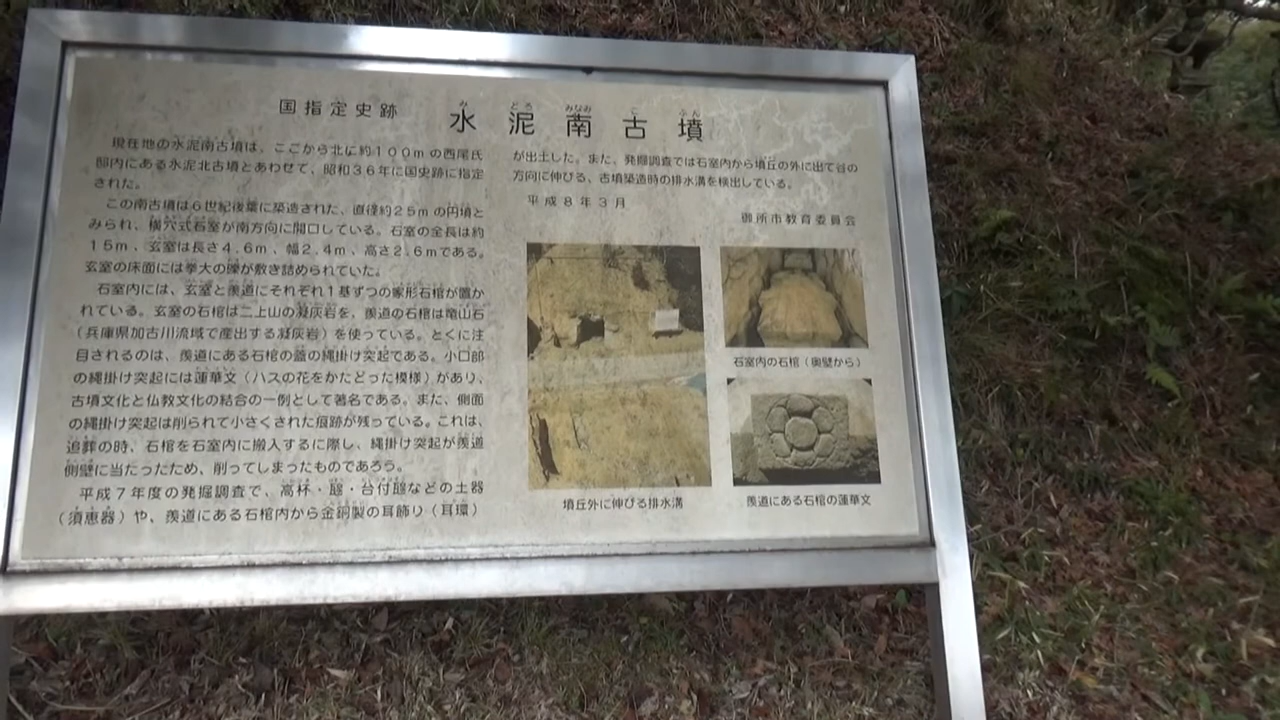 国指定史跡 水泥南古墳
み どろ みなみ こ ふん
現在地の水泥南古墳は、ここから北に約100mの西尾氏
邸内にある水泥北古墳とあわせて、昭和36年に国史跡に指定
された。
この南古墳は6世紀後葉に築造された、直径約25mの円墳と
みられ、横穴式石室が南方向に開口している。石室の全長は約
15m、玄室は長さ4.6m、幅2.4m、高さ2.6mである。
玄室の床面には拳大の礫が敷き詰められていた。
石室内には、玄室と羨道にそれぞれ1基ずつの家形石棺が置か
れている。玄室の石棺は二上山の凝灰岩を、羨道の石棺は竜山石
(兵庫県加古川流域で産出する凝灰岩)を使っている。とくに注
目されるのは、羨道にある石棺の蓋の縄掛け突起である。小口部
の縄掛け突起には蓮華文(ハスの花をかたどった模様)があり、
古墳文化と仏教文化の結合の一例として著名である。また、側面
の縄掛け突起は削られて小さくされた痕跡が残っている。これは、
追葬の時、石棺を石室内に搬入するに際し、縄掛け突起が羨道
側壁に当たったため、削ってしまったものであろう。
平成7年度の発掘調査で、高杯・𤭯・台付𤭯などの土器
(須恵器)や、羨道にある石棺内から金銅製の耳飾り(耳環)
が出土した。また、発掘調査では石室内から墳丘の外に出て谷の
方向に伸びる、古墳築造時の排水溝を検出している。
平成8年3月
御所市教育委員会
石室内の石棺(奥壁から)
墳丘外に伸びる排水溝
羨道にある石棺の蓮華文